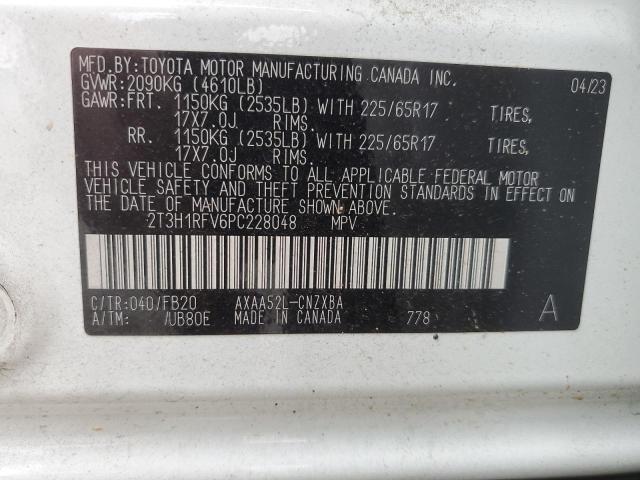 MFD. BY: TOYOTA MOTOR MANUFACTURING CANADA INC. 04/23
GVWR: 2090KG (4610LB)
GAWR: FRT. 1150KG (2535LB) WITH 225/65R17 TIRES,
17X7.0J RIMS.
RR. 1150KG (2535LB) WITH 225/65R17 TIRES,
17X7.0J RIMS.
THIS VEHICLE CONFORMS TO ALL APPLICABLE FEDERAL MOTOR
VEHICLE SAFETY AND THEFT PREVENTION STANDARDS IN EFFECT ON
THE DATE OF MANUFACTURE SHOWN ABOVE.
2T3H1RFV6PC228048 MPV
C/TR:040/FB20 AXAA52L-CNZXBA
A/TM: /UB80E MADE IN CANADA 778 A